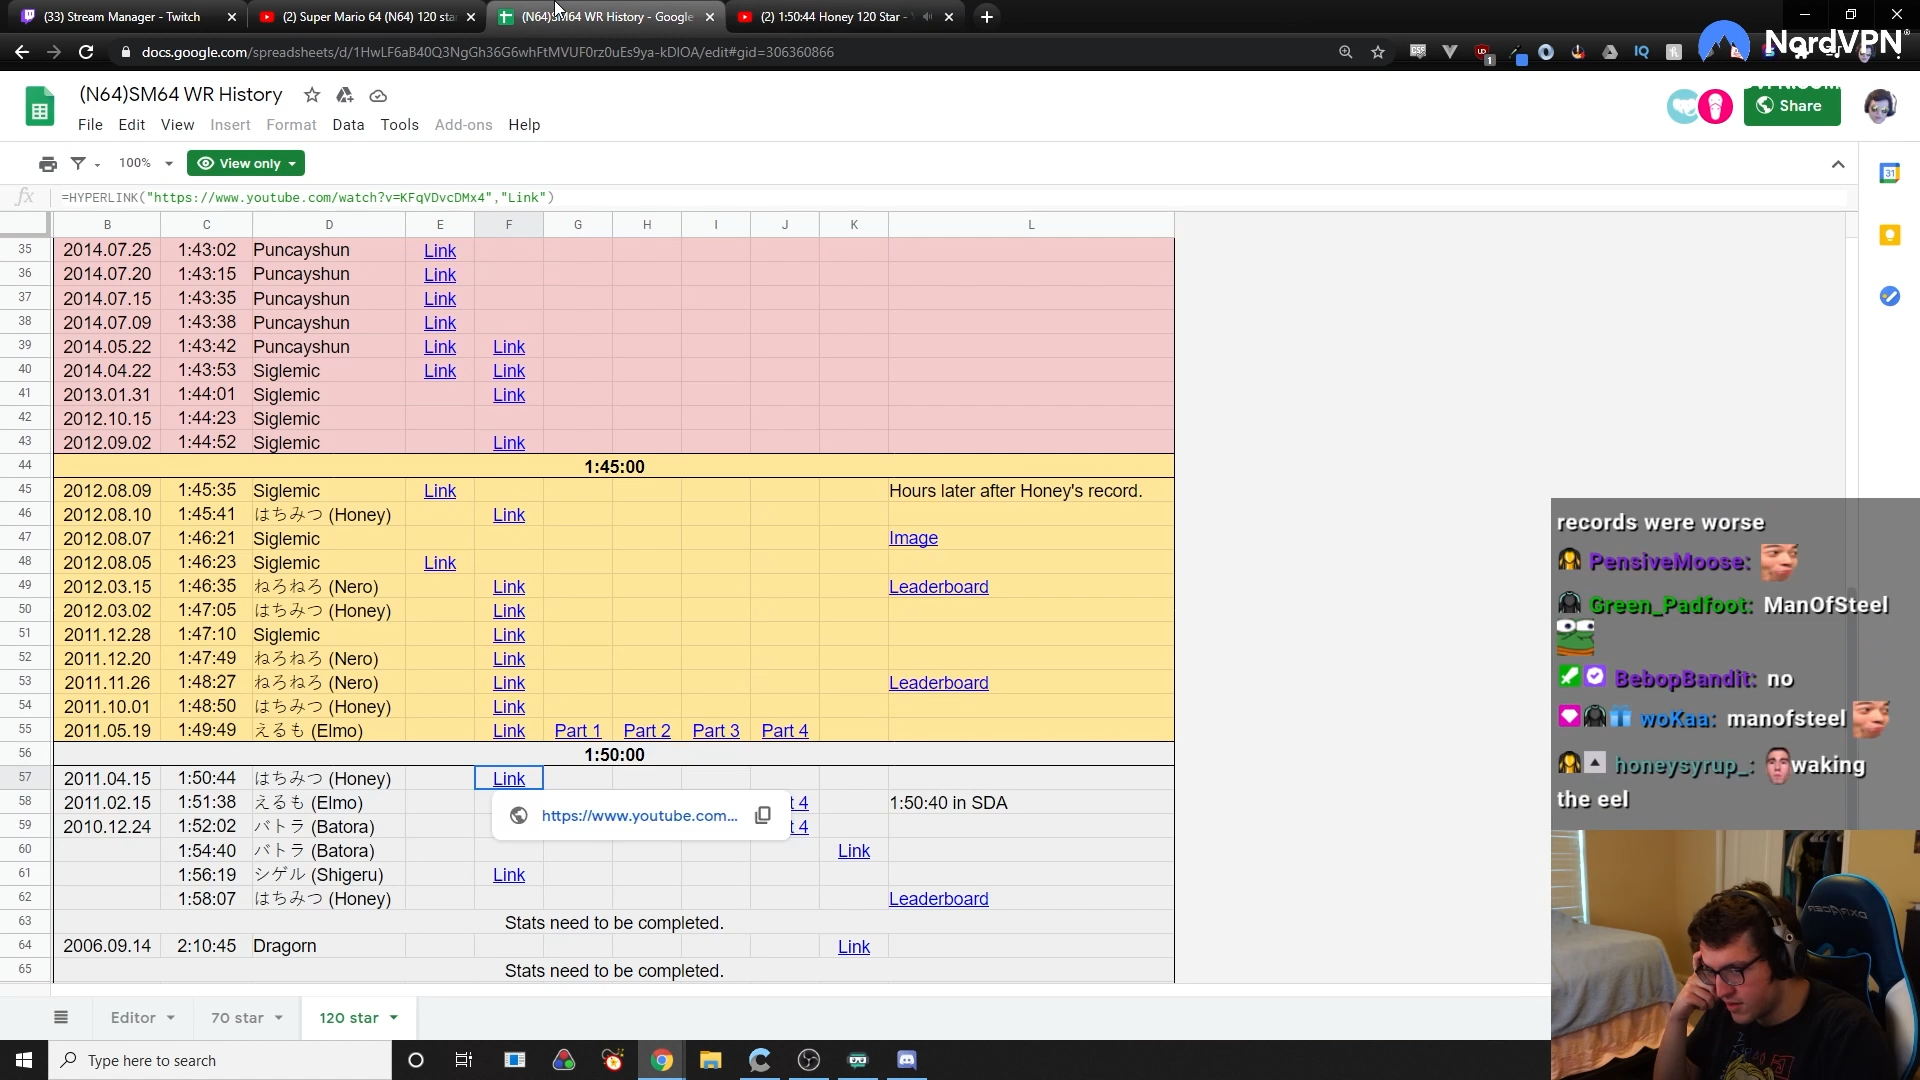 (33) Stream Manager - Twitch
(2) Super Mario 64 (N64) 120 star
(N64)SM64 WR History - Google
(2) 1:50:44 Honey 120 Star -
docs.google.com/spreadsheets/d/1HwLF6aB40Q3NgGh36G6whFtMVUF0rz0uEs9ya-kDIOA/edit#gid=306360866
NordVPN®
(N64)SM64 WR History
Share
File Edit View Insert Format Data Tools Add-ons Help
100% View only
31
fx =HYPERLINK("https://www.youtube.com/watch?v=KFqVDvcDMx4","Link")
B C D E F G H I J K L
35 2014.07.25 1:43:02 Puncayshun Link
36 2014.07.20 1:43:15 Puncayshun Link
37 2014.07.15 1:43:35 Puncayshun Link
38 2014.07.09 1:43:38 Puncayshun Link
39 2014.05.22 1:43:42 Puncayshun Link Link
40 2014.04.22 1:43:53 Siglemic Link Link
41 2013.01.31 1:44:01 Siglemic Link
42 2012.10.15 1:44:23 Siglemic
43 2012.09.02 1:44:52 Siglemic Link
44 1:45:00
45 2012.08.09 1:45:35 Siglemic Link Hours later after Honey's record.
46 2012.08.10 1:45:41 はちみつ (Honey) Link
47 2012.08.07 1:46:21 Siglemic Image
48 2012.08.05 1:46:23 Siglemic Link
49 2012.03.15 1:46:35 ねろねろ (Nero) Link Leaderboard
50 2012.03.02 1:47:05 はちみつ (Honey) Link
51 2011.12.28 1:47:10 Siglemic Link
52 2011.12.20 1:47:49 ねろねろ (Nero) Link
53 2011.11.26 1:48:27 ねろねろ (Nero) Link Leaderboard
54 2011.10.01 1:48:50 はちみつ (Honey) Link
55 2011.05.19 1:49:49 えるも (Elmo) Link Part 1 Part 2 Part 3 Part 4
56 1:50:00
57 2011.04.15 1:50:44 はちみつ (Honey) Link
58 2011.02.15 1:51:38 えるも (Elmo) t 4 1:50:40 in SDA
https://www.youtube.com...
59 2010.12.24 1:52:02 バトラ (Batora) t 4
60 1:54:40 バトラ (Batora) Link
61 1:56:19 シゲル (Shigeru) Link
62 1:58:07 はちみつ (Honey) Leaderboard
63 Stats need to be completed.
64 2006.09.14 2:10:45 Dragorn Link
65 Stats need to be completed.
Editor 70 star 120 star
Type here to search
records were worse
PensiveMoose:
Green_Padfoot: ManOfSteel
BebopBandit: no
woKaa: manofsteel
honeysyrup_: waking
the eel